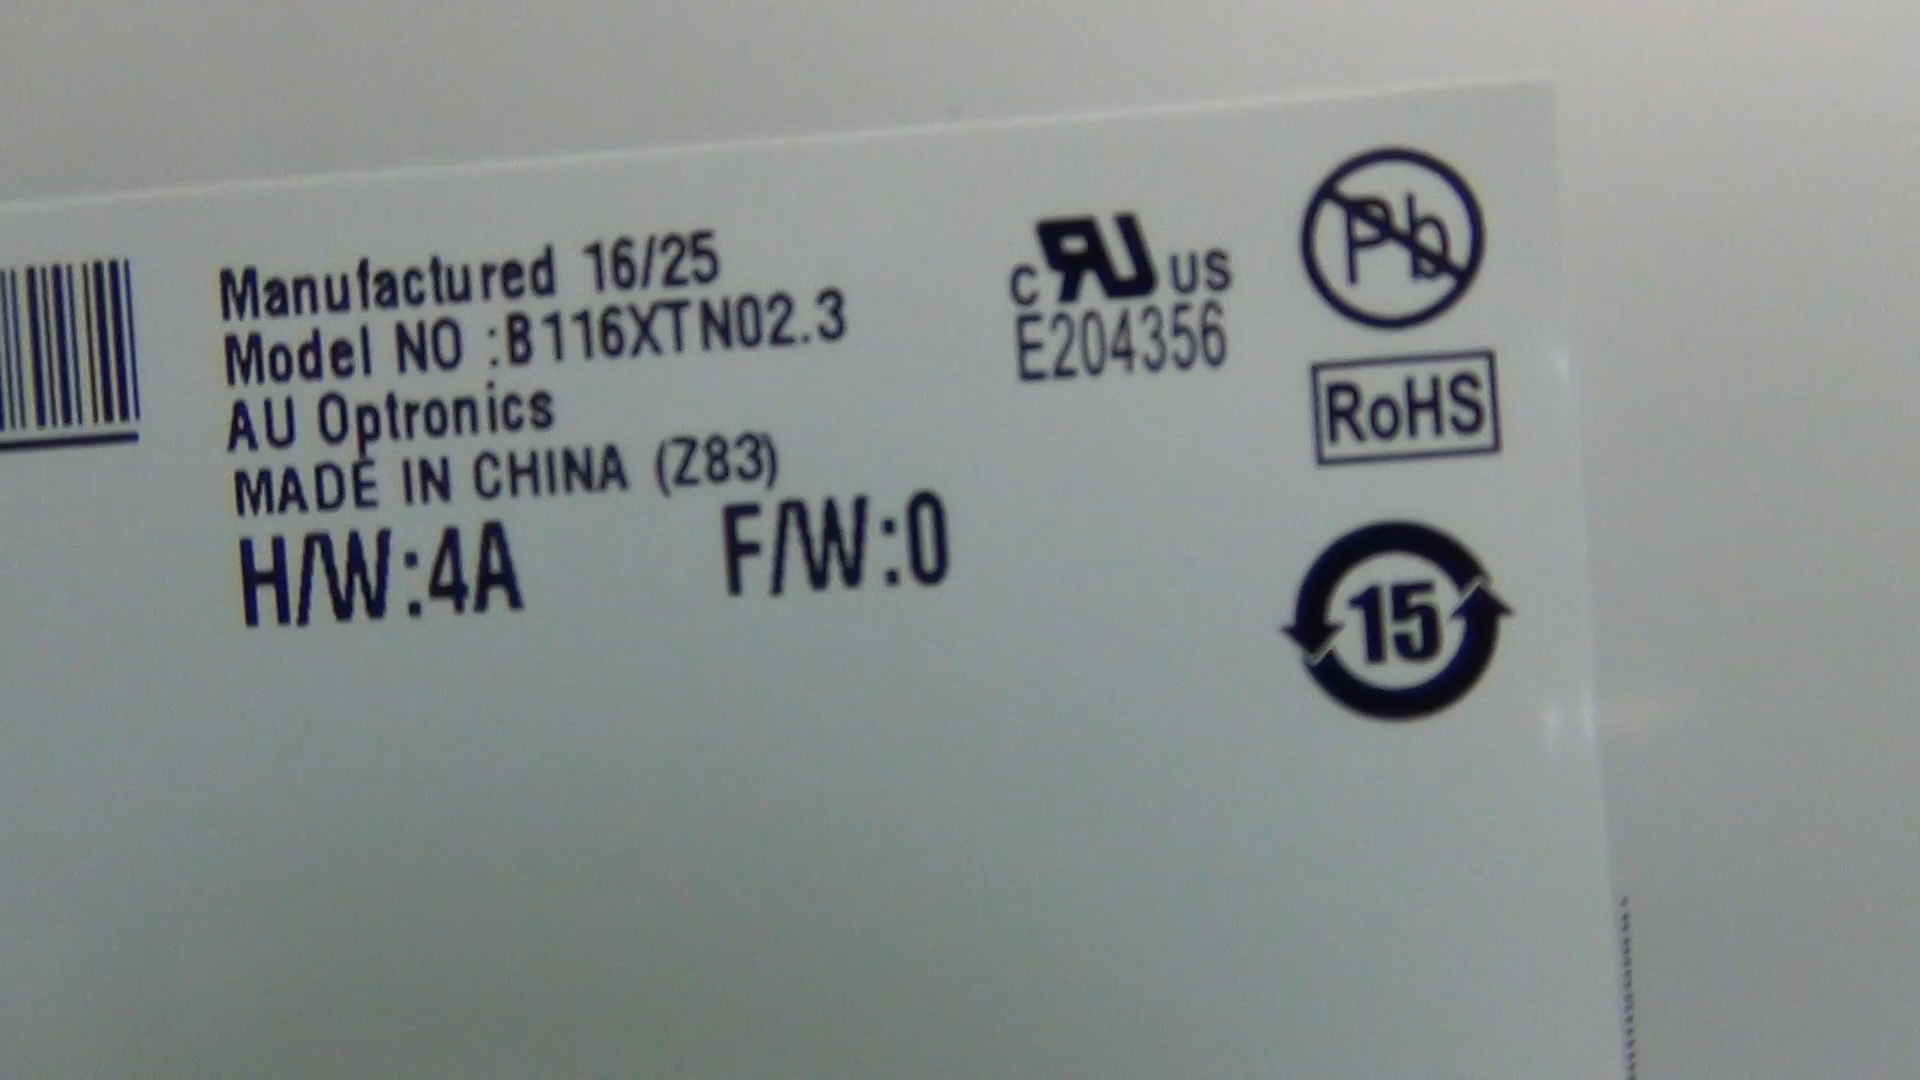 Manufactured 16/25
Model NO :B116XTN02.3
AU Optronics
MADE IN CHINA (Z83)
H/W:4A F/W:0
c RU US
E204356
Pb
RoHS
15